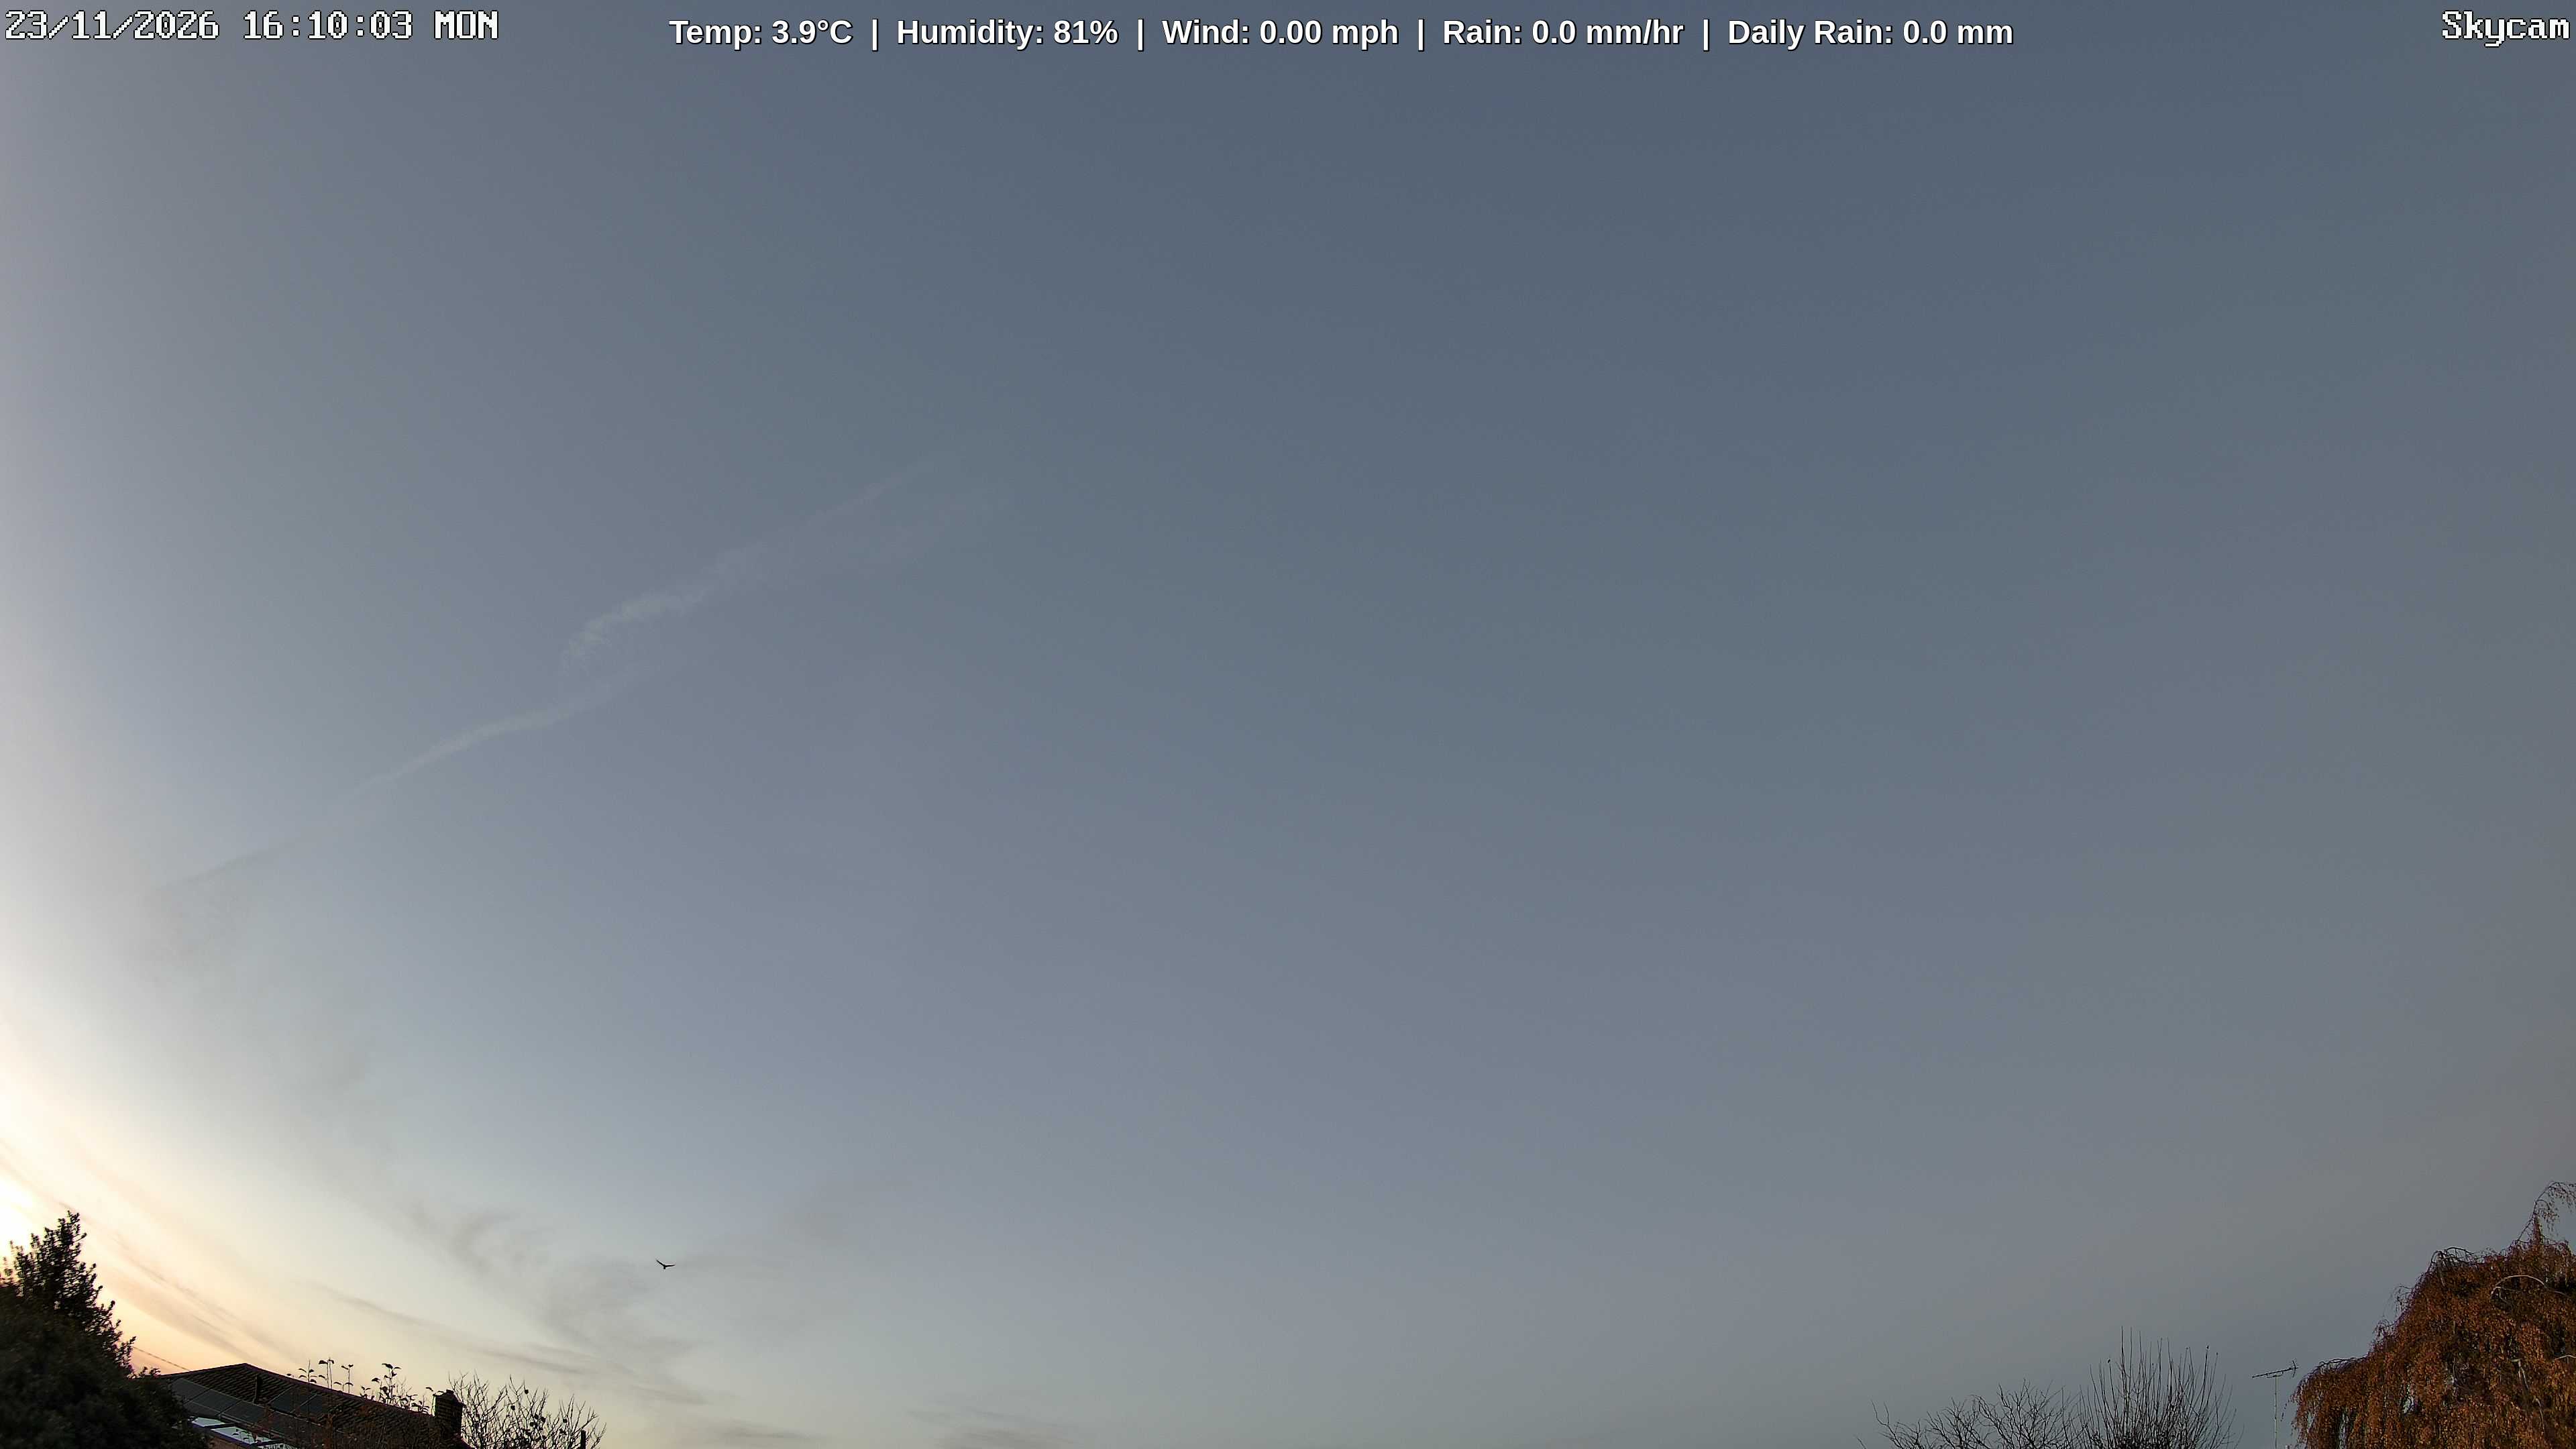 23/11/2026 16:10:03 MON
Temp: 3.9°C | Humidity: 81% | Wind: 0.00 mph | Rain: 0.0 mm/hr | Daily Rain: 0.0 mm
Skycam